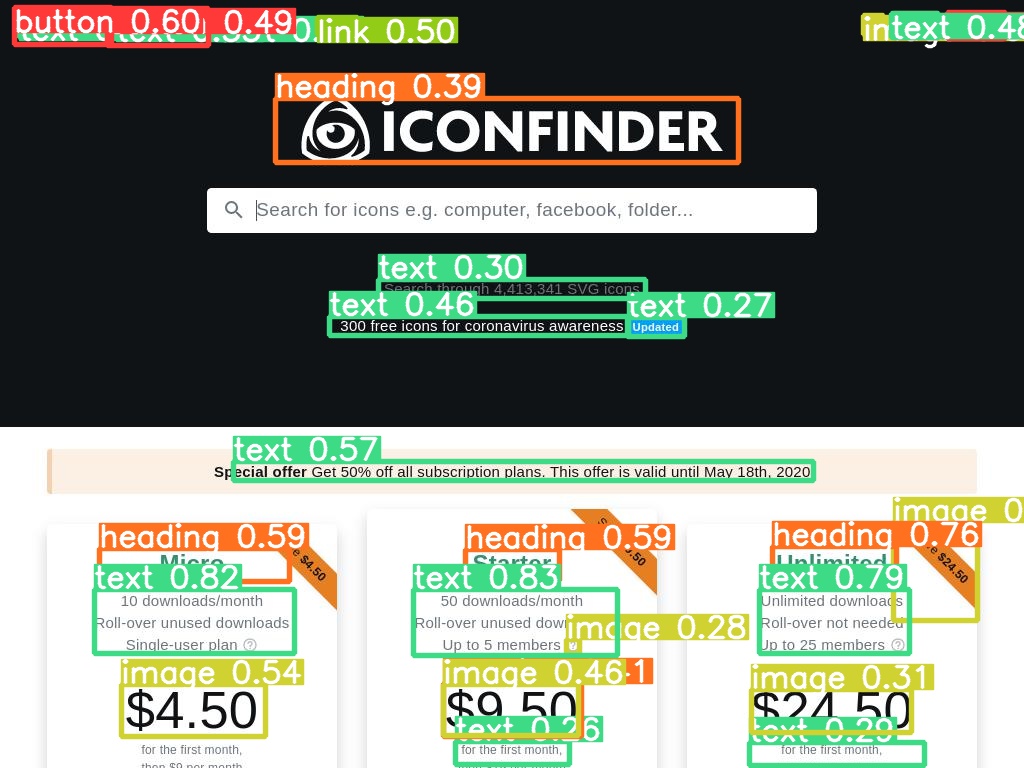 button 0.60 0.49 link 0.50 text 0.48
heading 0.39
ICONFINDER
Search for icons e.g. computer, facebook, folder...
text 0.30
Search through 4,413,341 SVG icons
text 0.46 text 0.27
300 free icons for coronavirus awareness Updated
text 0.57
Special offer Get 50% off all subscription plans. This offer is valid until May 18th, 2020
image 0
heading 0.59 heading 0.59 heading 0.76
Micro Starter Unlimited
$4.50 $24.50
text 0.82 text 0.83 text 0.79
10 downloads/month 50 downloads/month Unlimited downloads
Roll-over unused downloads Roll-over unused Roll-over not needed
image 0.28
Single-user plan Up to 5 members Up to 25 members
image 0.54 image 0.46 image 0.31
$4.50 $9.50 $24.50
text 0.26 text 0.29
for the first month, for the first month, for the first month,
then $9 per month